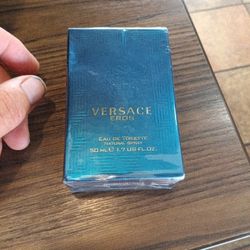 VERSACE
EROS
EAU DE TOILETTE
NATURAL SPRAY
50 ML ℮ 1.7 US FL.OZ.